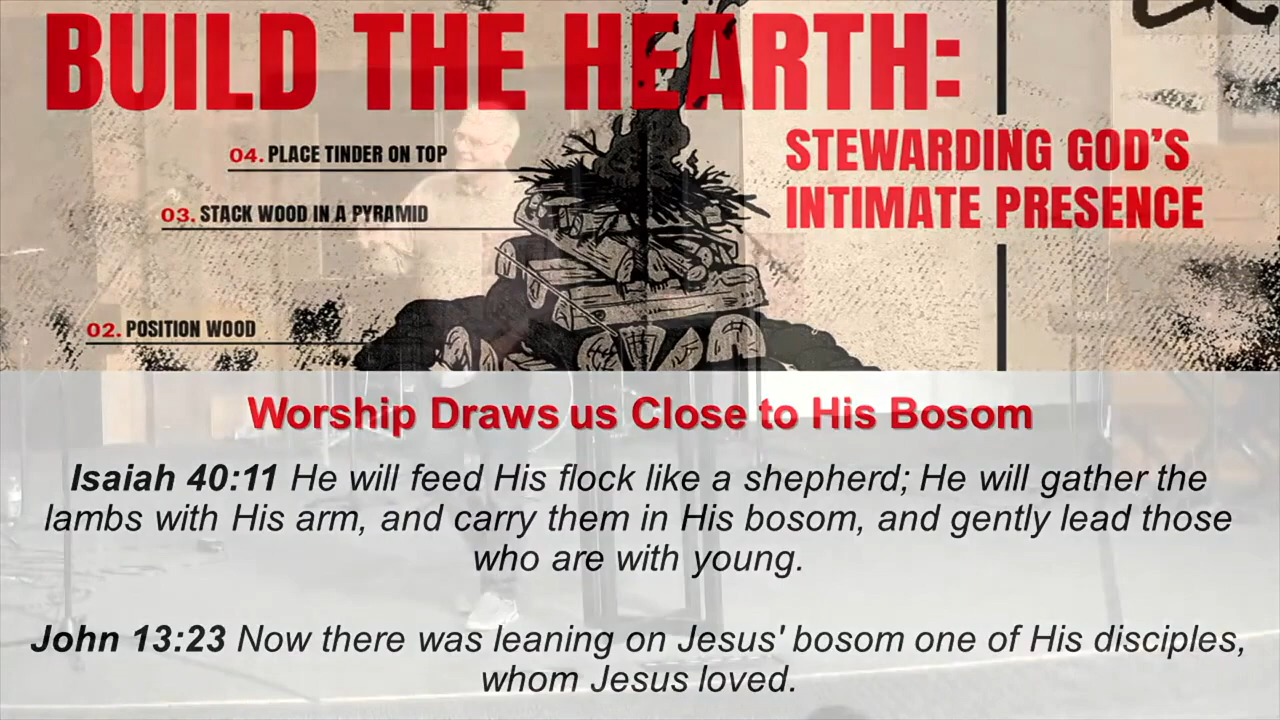 BUILD THE HEARTH:
STEWARDING GOD'S
INTIMATE PRESENCE
04. PLACE TINDER ON TOP
03. STACK WOOD IN A PYRAMID
02. POSITION WOOD
Worship Draws us Close to His Bosom
Isaiah 40:11 He will feed His flock like a shepherd; He will gather the
lambs with His arm, and carry them in His bosom, and gently lead those
who are with young.
John 13:23 Now there was leaning on Jesus' bosom one of His disciples,
whom Jesus loved.